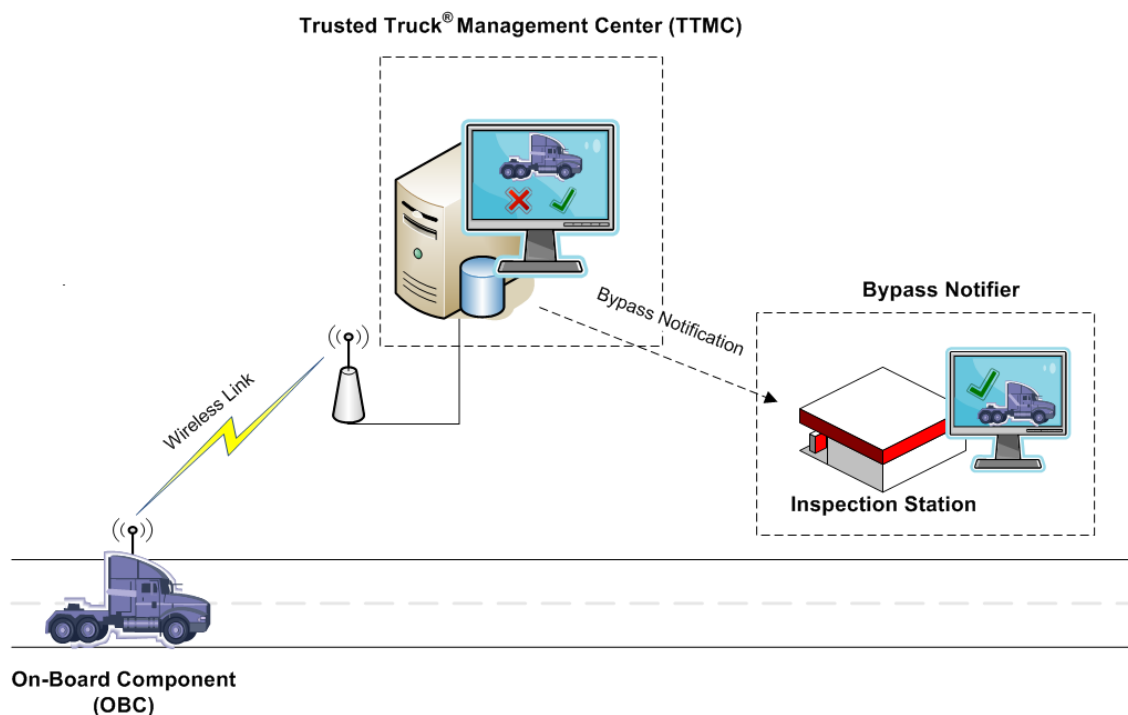 Trusted Truck® Management Center (TTMC)
Bypass Notification
Bypass Notifier
Wireless Link
Inspection Station
On-Board Component
(OBC)